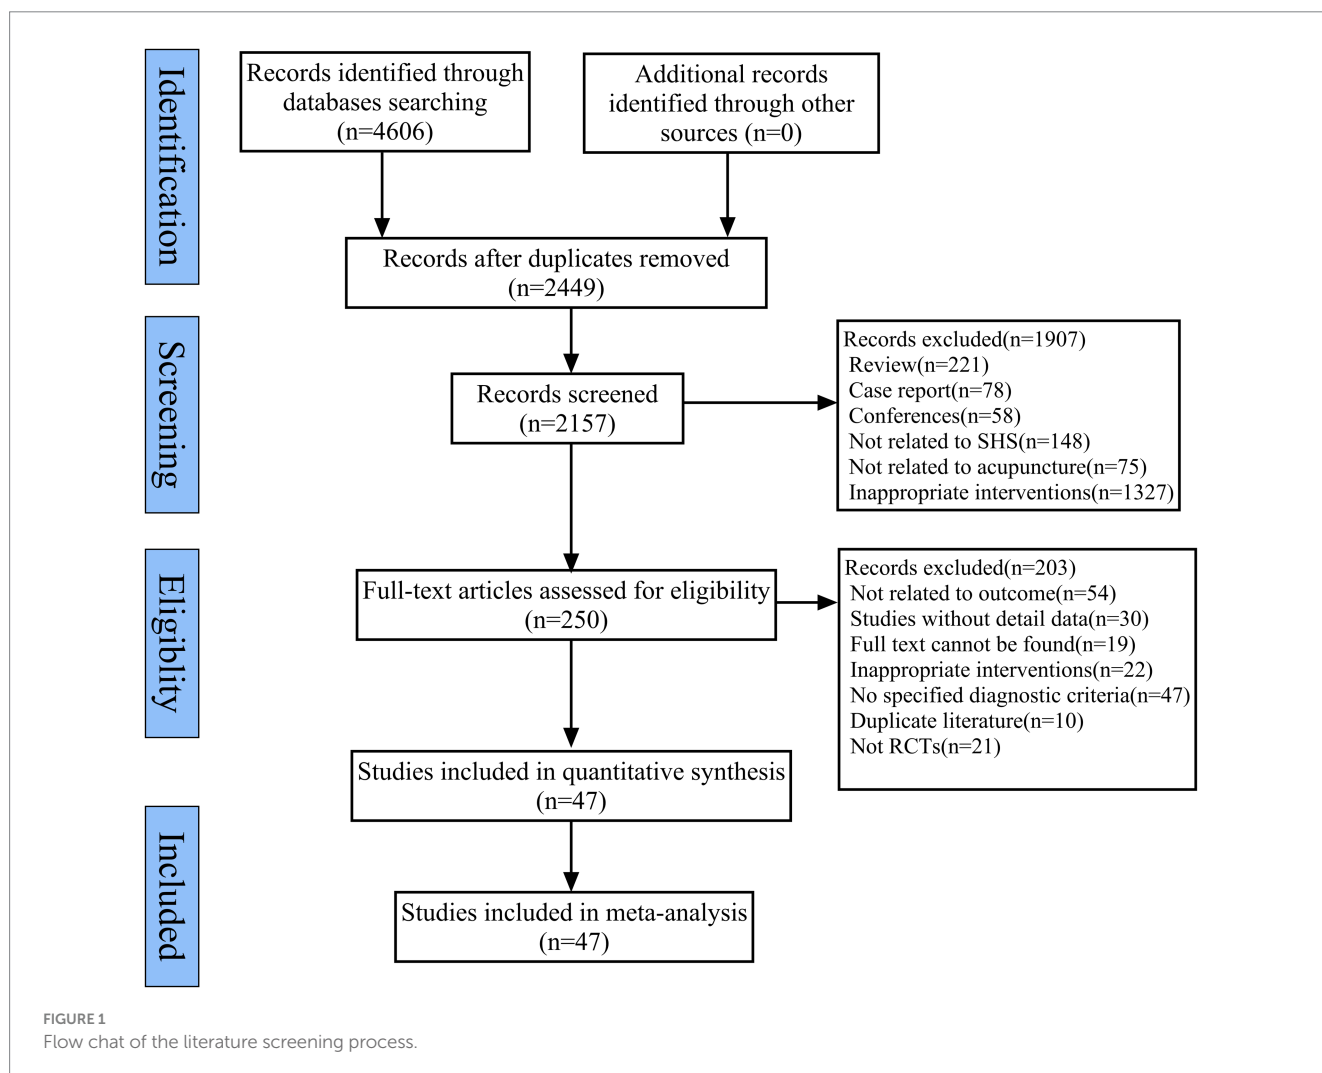 Identification
Records identified through
databases searching
(n=4606)
Additional records
identified through other
sources (n=0)
Records after duplicates removed
(n=2449)
Screening
Records screened
(n=2157)
Records excluded(n=1907)
Review(n=221)
Case report(n=78)
Conferences(n=58)
Not related to SHS(n=148)
Not related to acupuncture(n=75)
Inappropriate interventions(n=1327)
Eligiblity
Full-text articles assessed for eligibility
(n=250)
Records excluded(n=203)
Not related to outcome(n=54)
Studies without detail data(n=30)
Full text cannot be found(n=19)
Inappropriate interventions(n=22)
No specified diagnostic criteria(n=47)
Duplicate literature(n=10)
Not RCTs(n=21)
Studies included in quantitative synthesis
(n=47)
Included
Studies included in meta-analysis
(n=47)
FIGURE 1
Flow chat of the literature screening process.